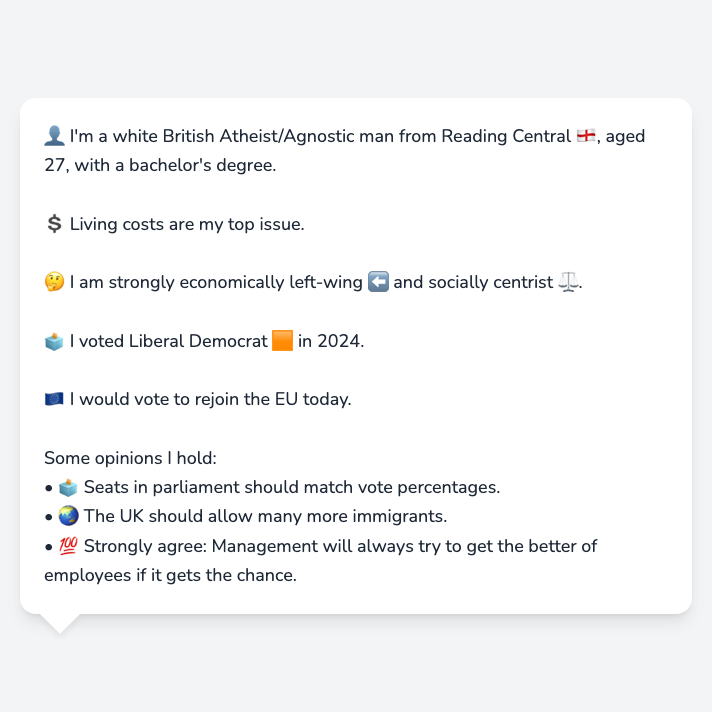 👤 I'm a white British Atheist/Agnostic man from Reading Central 🏴󠁧󠁢󠁥󠁮󠁧󠁿, aged
27, with a bachelor's degree.
💲 Living costs are my top issue.
🤔 I am strongly economically left-wing ⬅️ and socially centrist ⚖️.
🗳️ I voted Liberal Democrat 🟧 in 2024.
🇪🇺 I would vote to rejoin the EU today.
Some opinions I hold:
• 🗳️ Seats in parliament should match vote percentages.
• 🌏 The UK should allow many more immigrants.
• 💯 Strongly agree: Management will always try to get the better of
employees if it gets the chance.